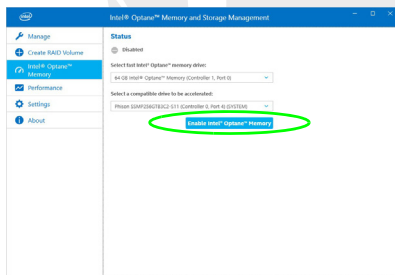 intel
Intel® Optane™ Memory and Storage Management
Manage
Create RAID Volume
Intel® Optane™
Memory
Performance
Settings
About
Status
Disabled
Select fast Intel® Optane™ memory drive:
64 GB Intel® Optane™ Memory (Controller 1, Port 0)
Select a compatible drive to be accelerated:
Phison SSMP256GTB3C2-S11 (Controller 0, Port 4) (SYSTEM)
Enable Intel® Optane™ Memory